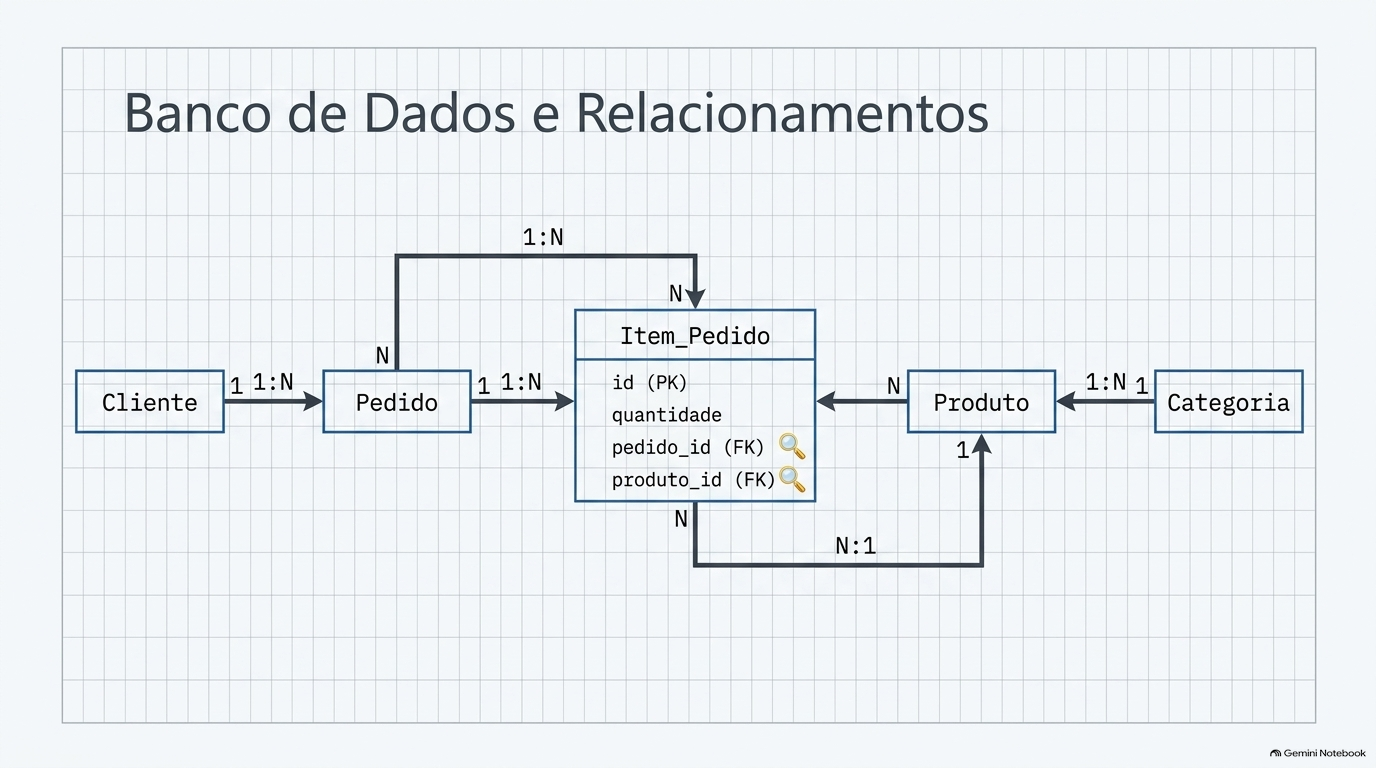 Banco de Dados e Relacionamentos
1:N
N
N
Item_Pedido
Cliente
1 1:N
Pedido
1 1:N
id (PK)
quantidade
pedido_id (FK)
produto_id (FK)
N
Produto
1:N 1
Categoria
1
N
N:1
Gemini Notebook